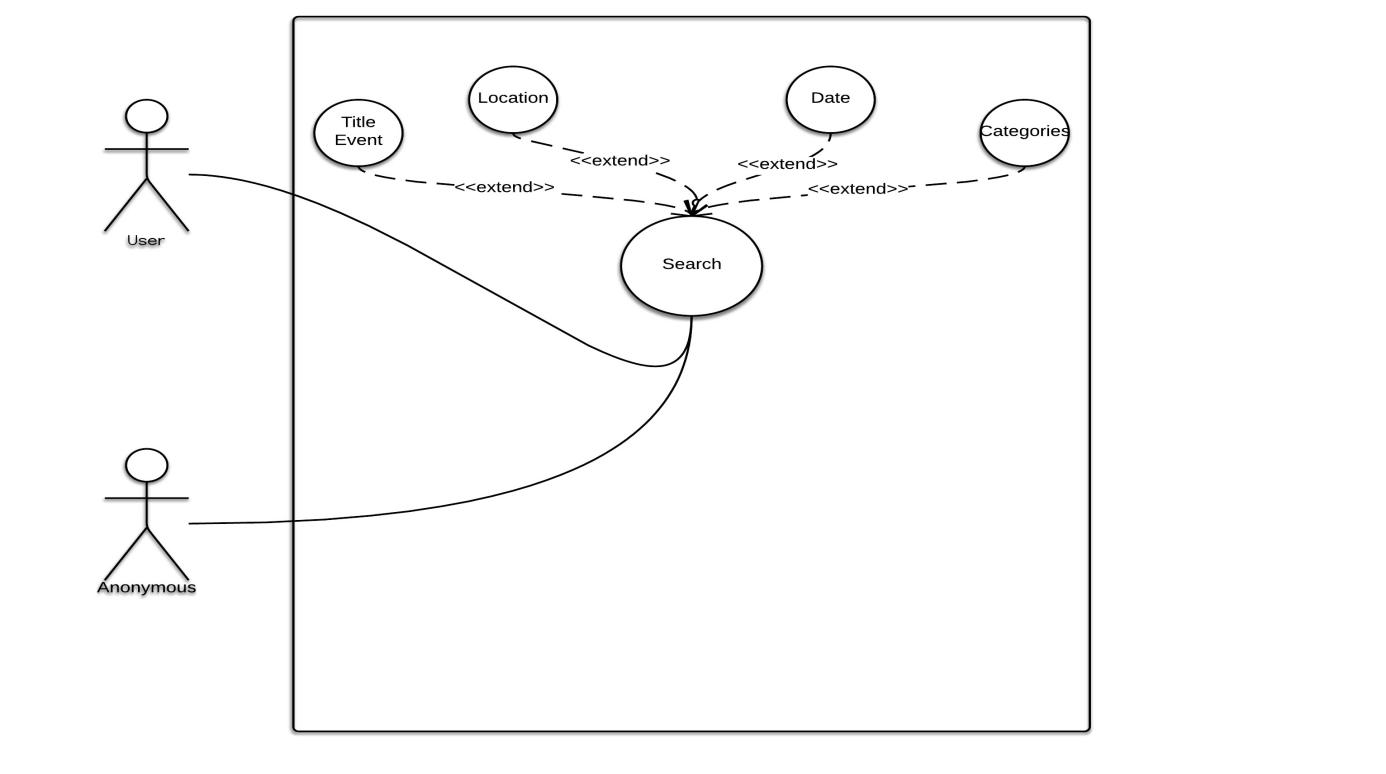 Location
Date
Title
Event
Categories
<<extend>>
<<extend>>
<<extend>>
<<extend>>
User
Search
Anonymous